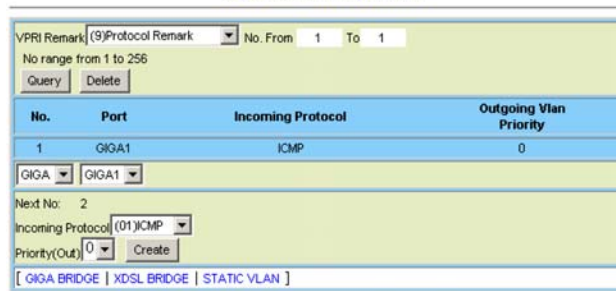 VPRI Remark (9)Protocol Remark No. From 1 To 1
No range from 1 to 256
Query Delete
No. Port Incoming Protocol Outgoing Vlan Priority
1 GIGA1 ICMP 0
GIGA GIGA1
Next No: 2
Incoming Protocol (01)ICMP
Priority(Out) 0 Create
[ GIGA BRIDGE | XDSL BRIDGE | STATIC VLAN ]